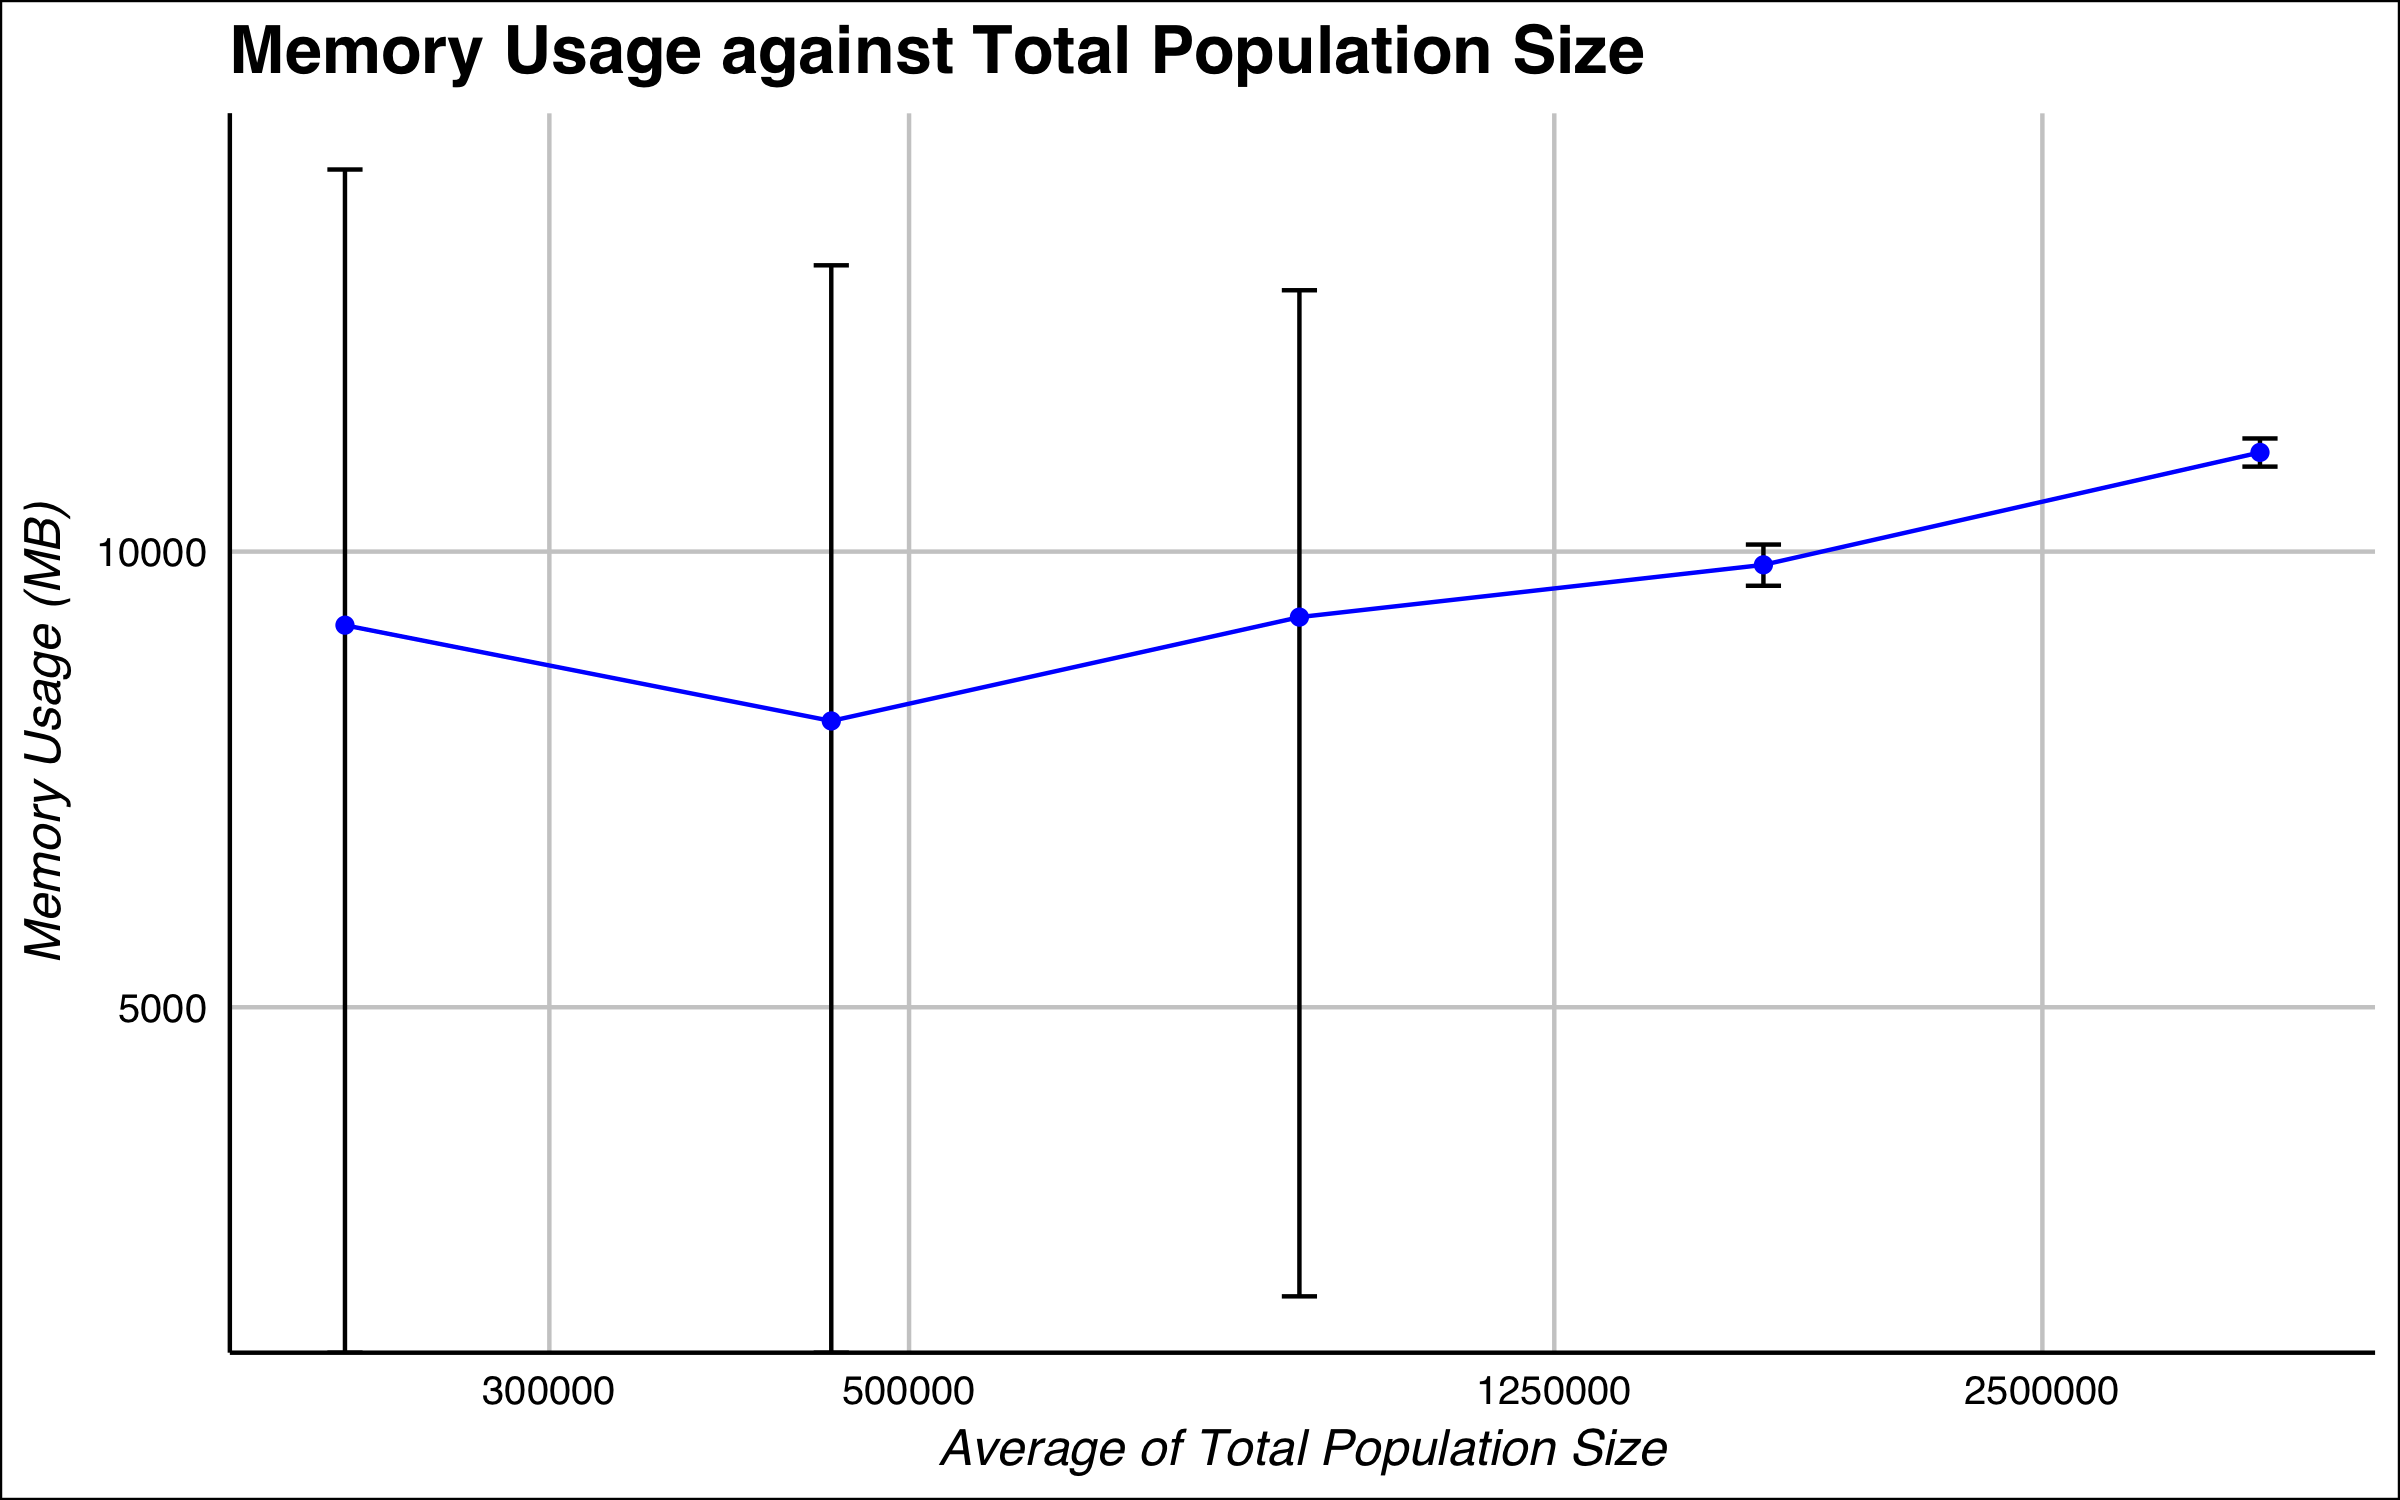 Memory Usage against Total Population Size
Memory Usage (MB)
10000
5000
300000 500000 1250000 2500000
Average of Total Population Size